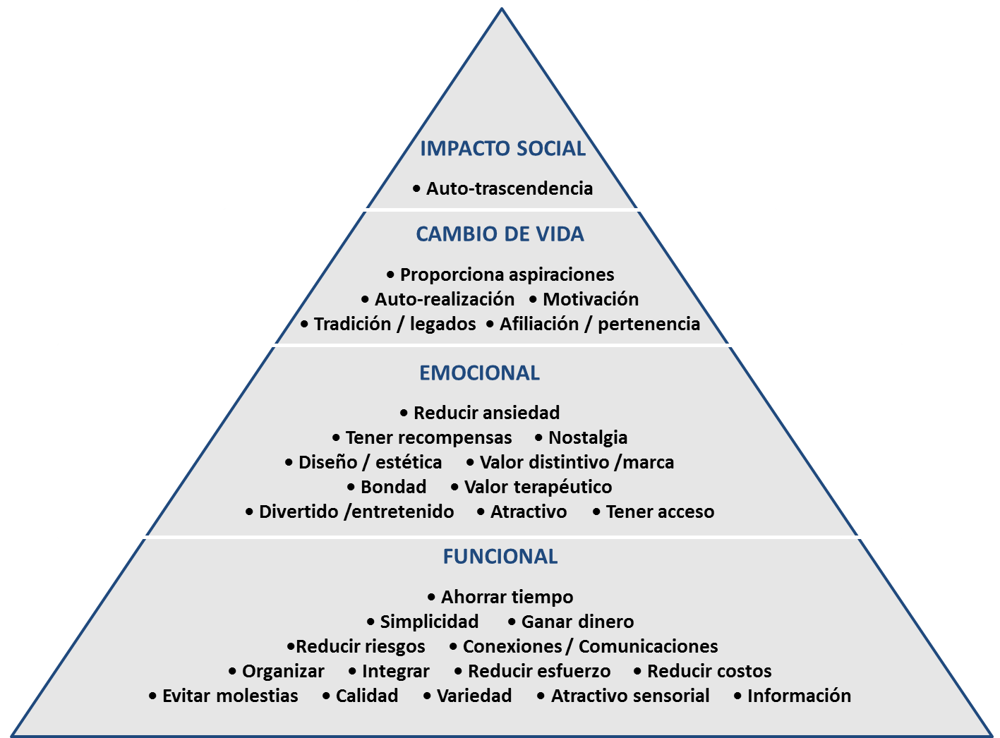 IMPACTO SOCIAL
• Auto-trascendencia
CAMBIO DE VIDA
• Proporciona aspiraciones
• Auto-realización • Motivación
• Tradición / legados • Afiliación / pertenencia
EMOCIONAL
• Reducir ansiedad
• Tener recompensas • Nostalgia
• Diseño / estética • Valor distintivo /marca
• Bondad • Valor terapéutico
• Divertido /entretenido • Atractivo • Tener acceso
FUNCIONAL
• Ahorrar tiempo
• Simplicidad • Ganar dinero
•Reducir riesgos • Conexiones / Comunicaciones
• Organizar • Integrar • Reducir esfuerzo • Reducir costos
• Evitar molestias • Calidad • Variedad • Atractivo sensorial • Información